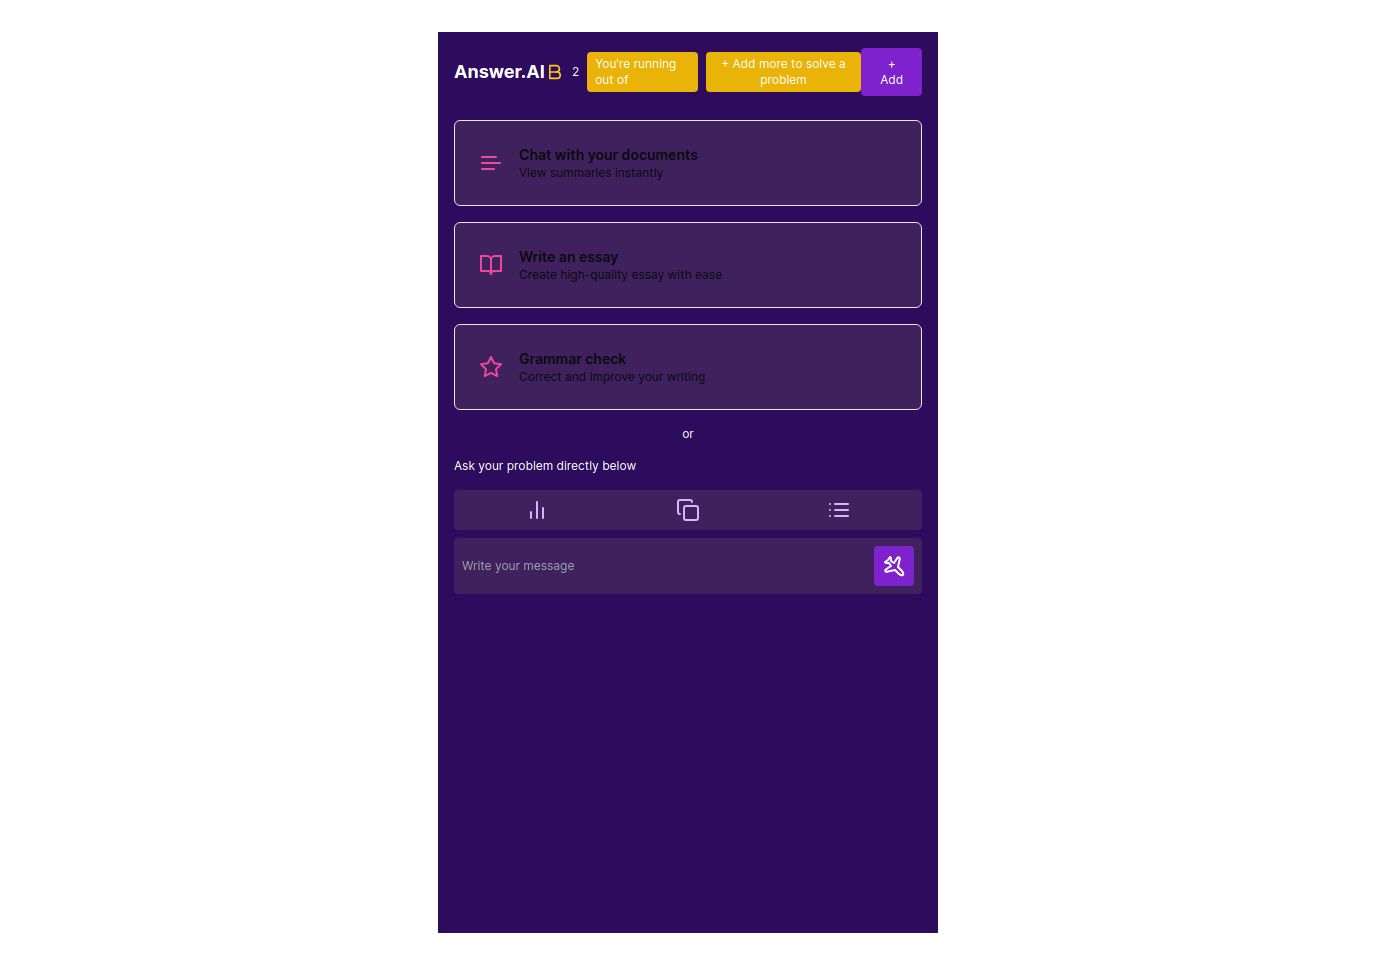 Answer.AI
2
You're running
out of
+ Add more to solve a
problem
+
Add
Chat with your documents
View summaries instantly
Write an essay
Create high-quality essay with ease
Grammar check
Correct and improve your writing
or
Ask your problem directly below
Write your message